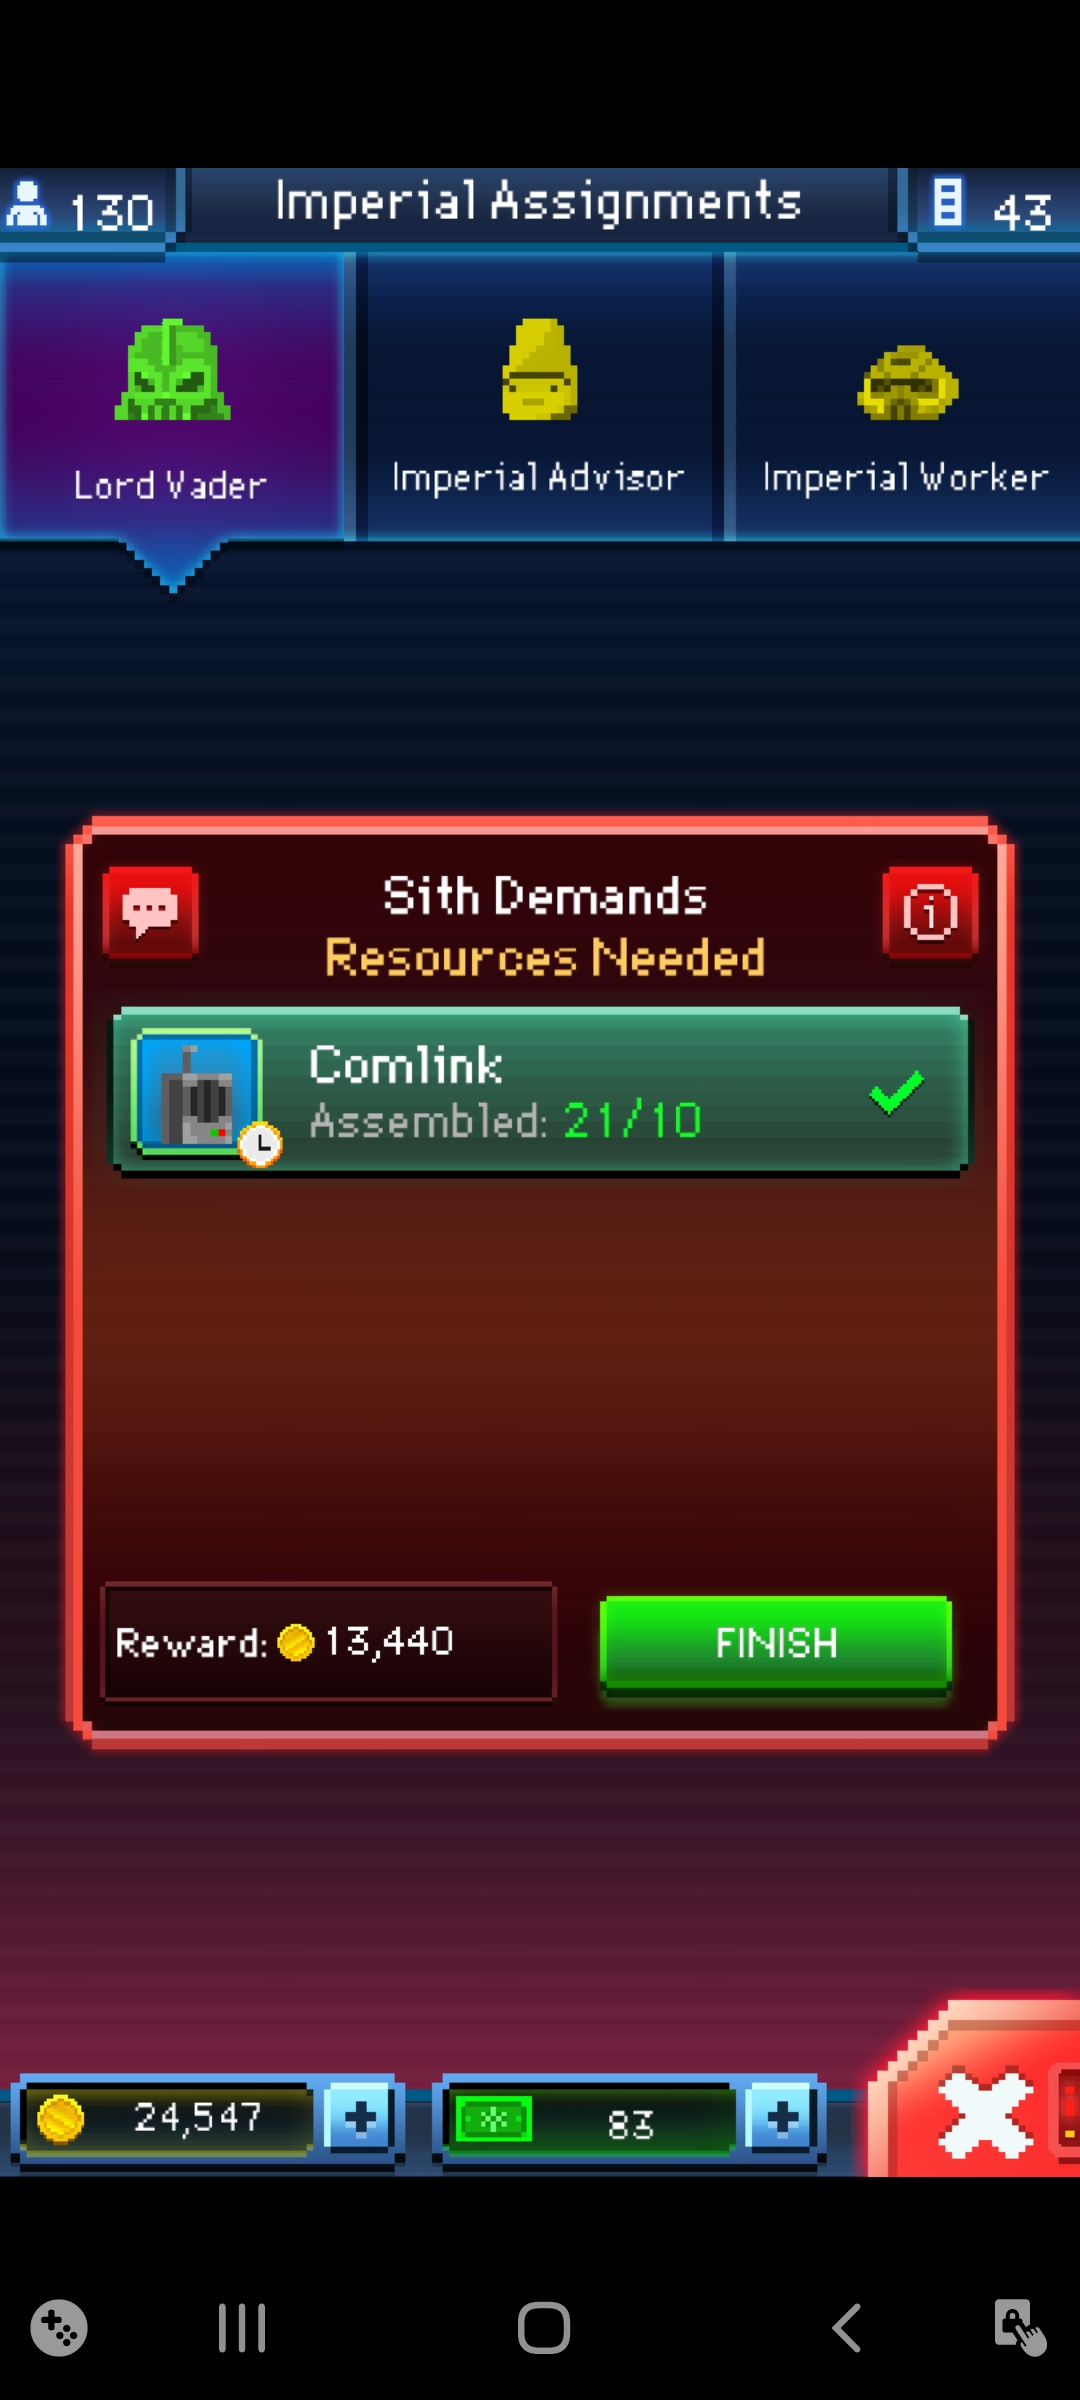 130
Imperial Assignments
43
Lord Vader
Imperial Advisor
Imperial Worker
Sith Demands
Resources Needed
Comlink
Assembled: 21/10
Reward: 13,440
FINISH
24,547
83